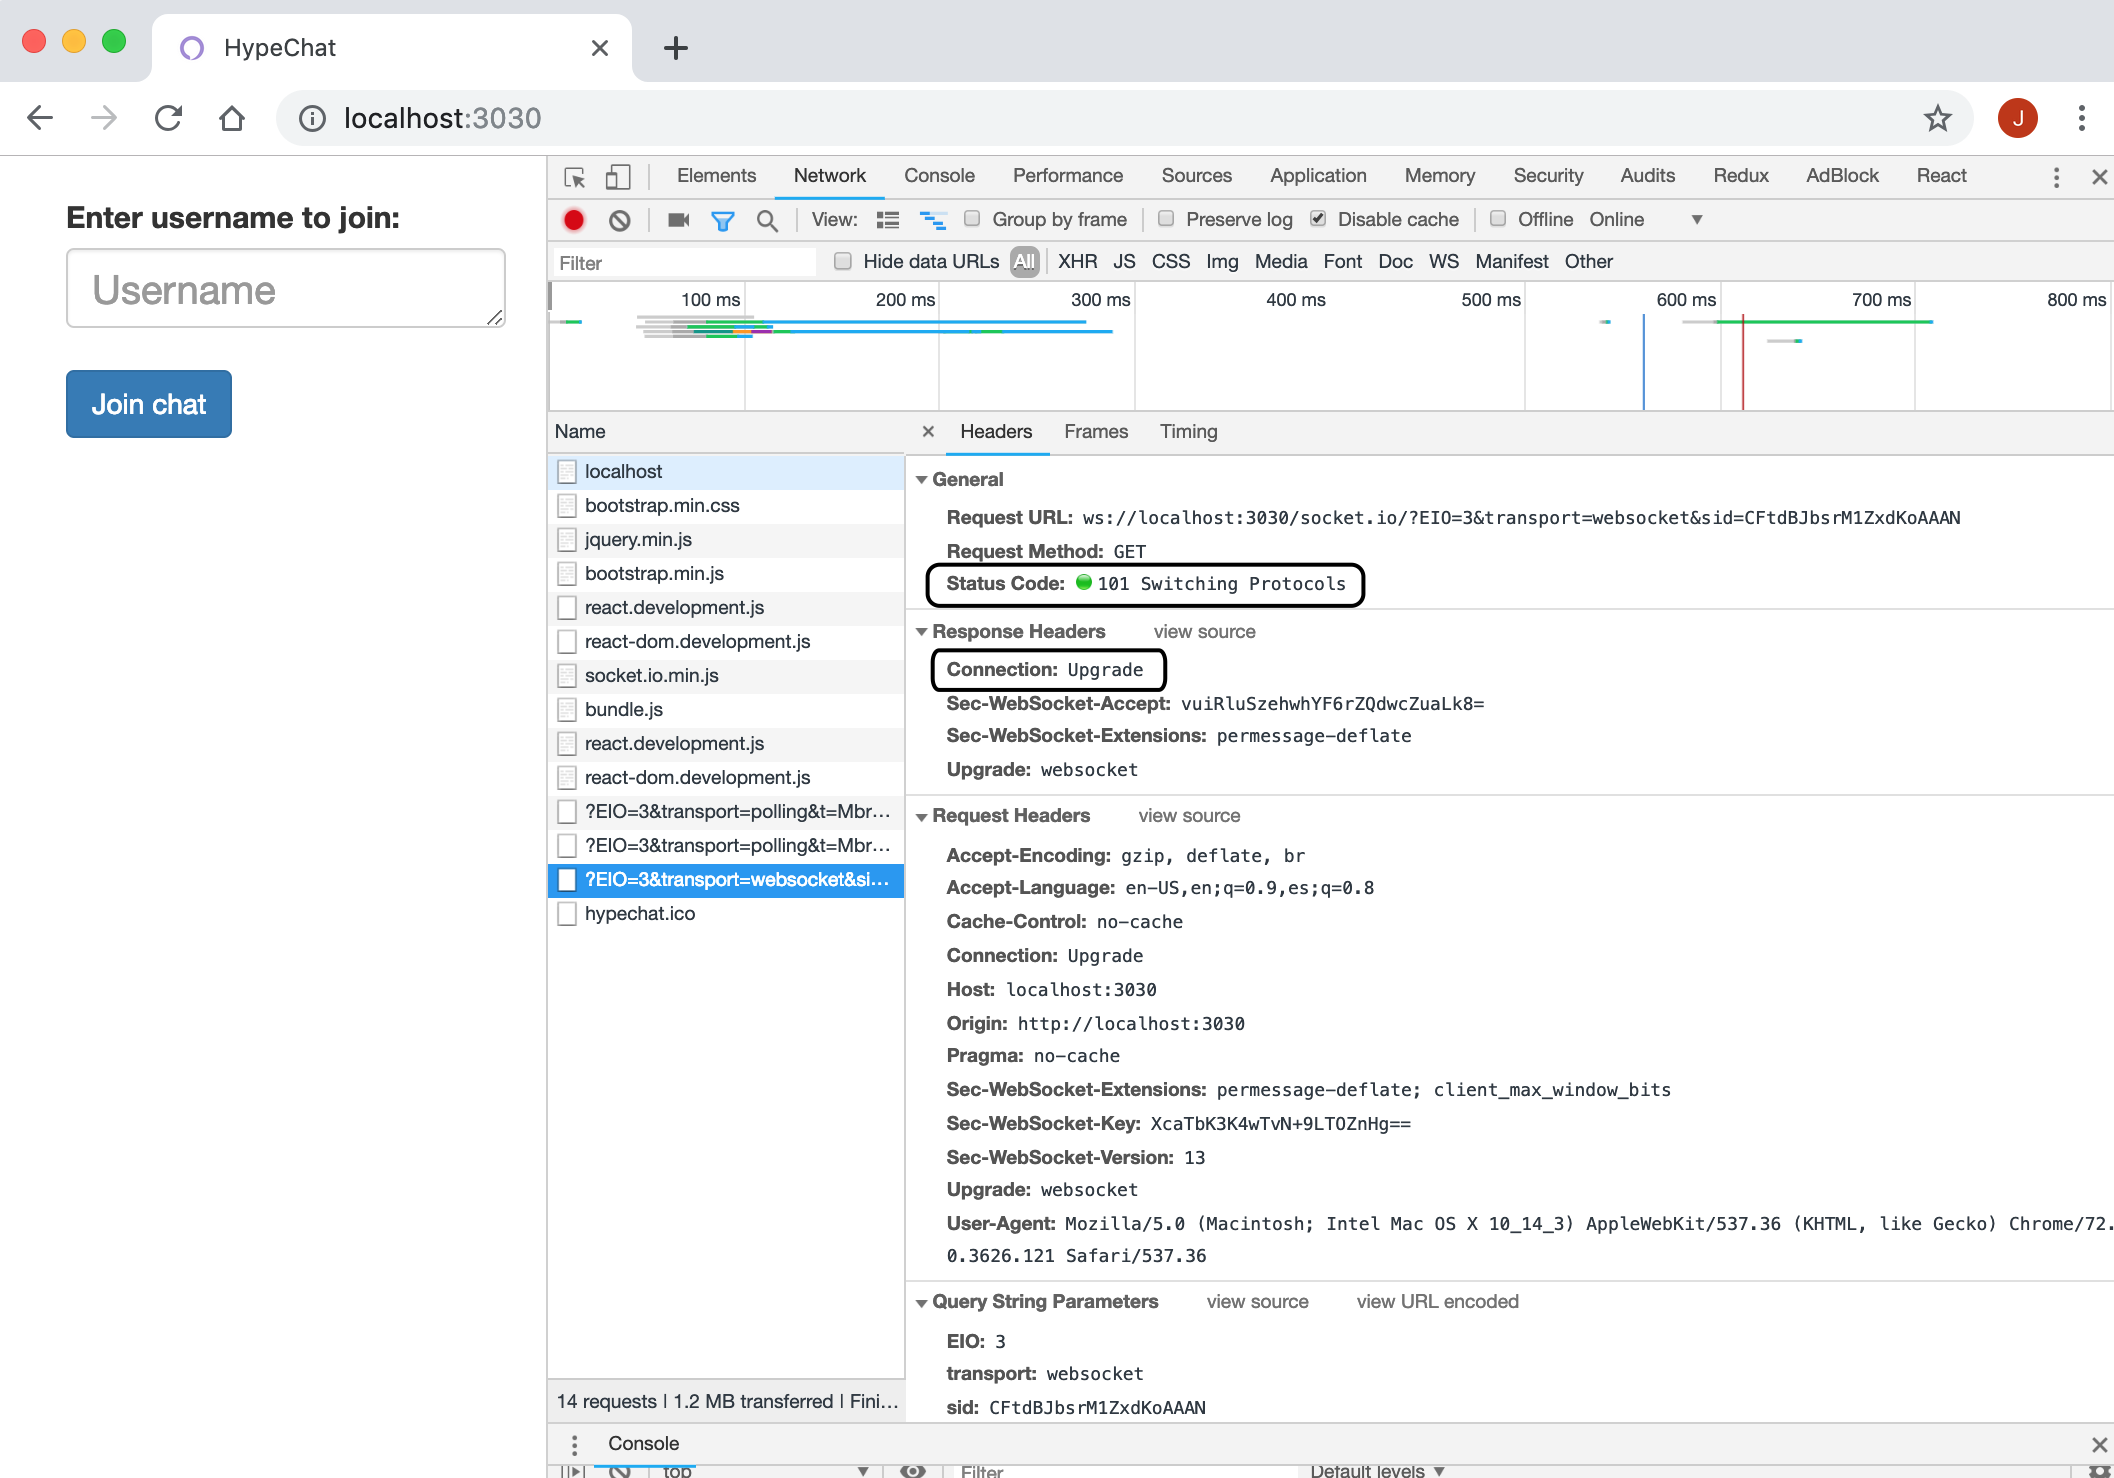 HypeChat
localhost:3030
J
Enter username to join:
Username
Join chat
Elements Network Console Performance Sources Application Memory Security Audits Redux AdBlock React
View: Group by frame Preserve log Disable cache Offline Online
Filter Hide data URLs All XHR JS CSS Img Media Font Doc WS Manifest Other
100 ms 200 ms 300 ms 400 ms 500 ms 600 ms 700 ms 800 ms
Name
localhost
bootstrap.min.css
jquery.min.js
bootstrap.min.js
react.development.js
react-dom.development.js
socket.io.min.js
bundle.js
react.development.js
react-dom.development.js
?EIO=3&transport=polling&t=Mbr...
?EIO=3&transport=polling&t=Mbr...
?EIO=3&transport=websocket&si...
hypechat.ico
14 requests | 1.2 MB transferred | Fini...
Headers Frames Timing
General
Request URL: ws://localhost:3030/socket.io/?EIO=3&transport=websocket&sid=CFtdBJbsrM1ZxdKoAAAN
Request Method: GET
Status Code: 101 Switching Protocols
Response Headers view source
Connection: Upgrade
Sec-WebSocket-Accept: vuiRluSzehwhYF6rZQdwcZuaLk8=
Sec-WebSocket-Extensions: permessage-deflate
Upgrade: websocket
Request Headers view source
Accept-Encoding: gzip, deflate, br
Accept-Language: en-US,en;q=0.9,es;q=0.8
Cache-Control: no-cache
Connection: Upgrade
Host: localhost:3030
Origin: http://localhost:3030
Pragma: no-cache
Sec-WebSocket-Extensions: permessage-deflate; client_max_window_bits
Sec-WebSocket-Key: XcaTbK3K4wTvN+9LTOZnHg==
Sec-WebSocket-Version: 13
Upgrade: websocket
User-Agent: Mozilla/5.0 (Macintosh; Intel Mac OS X 10_14_3) AppleWebKit/537.36 (KHTML, like Gecko) Chrome/72.
0.3626.121 Safari/537.36
Query String Parameters view source view URL encoded
EIO: 3
transport: websocket
sid: CFtdBJbsrM1ZxdKoAAAN
Console
top Filter Default levels